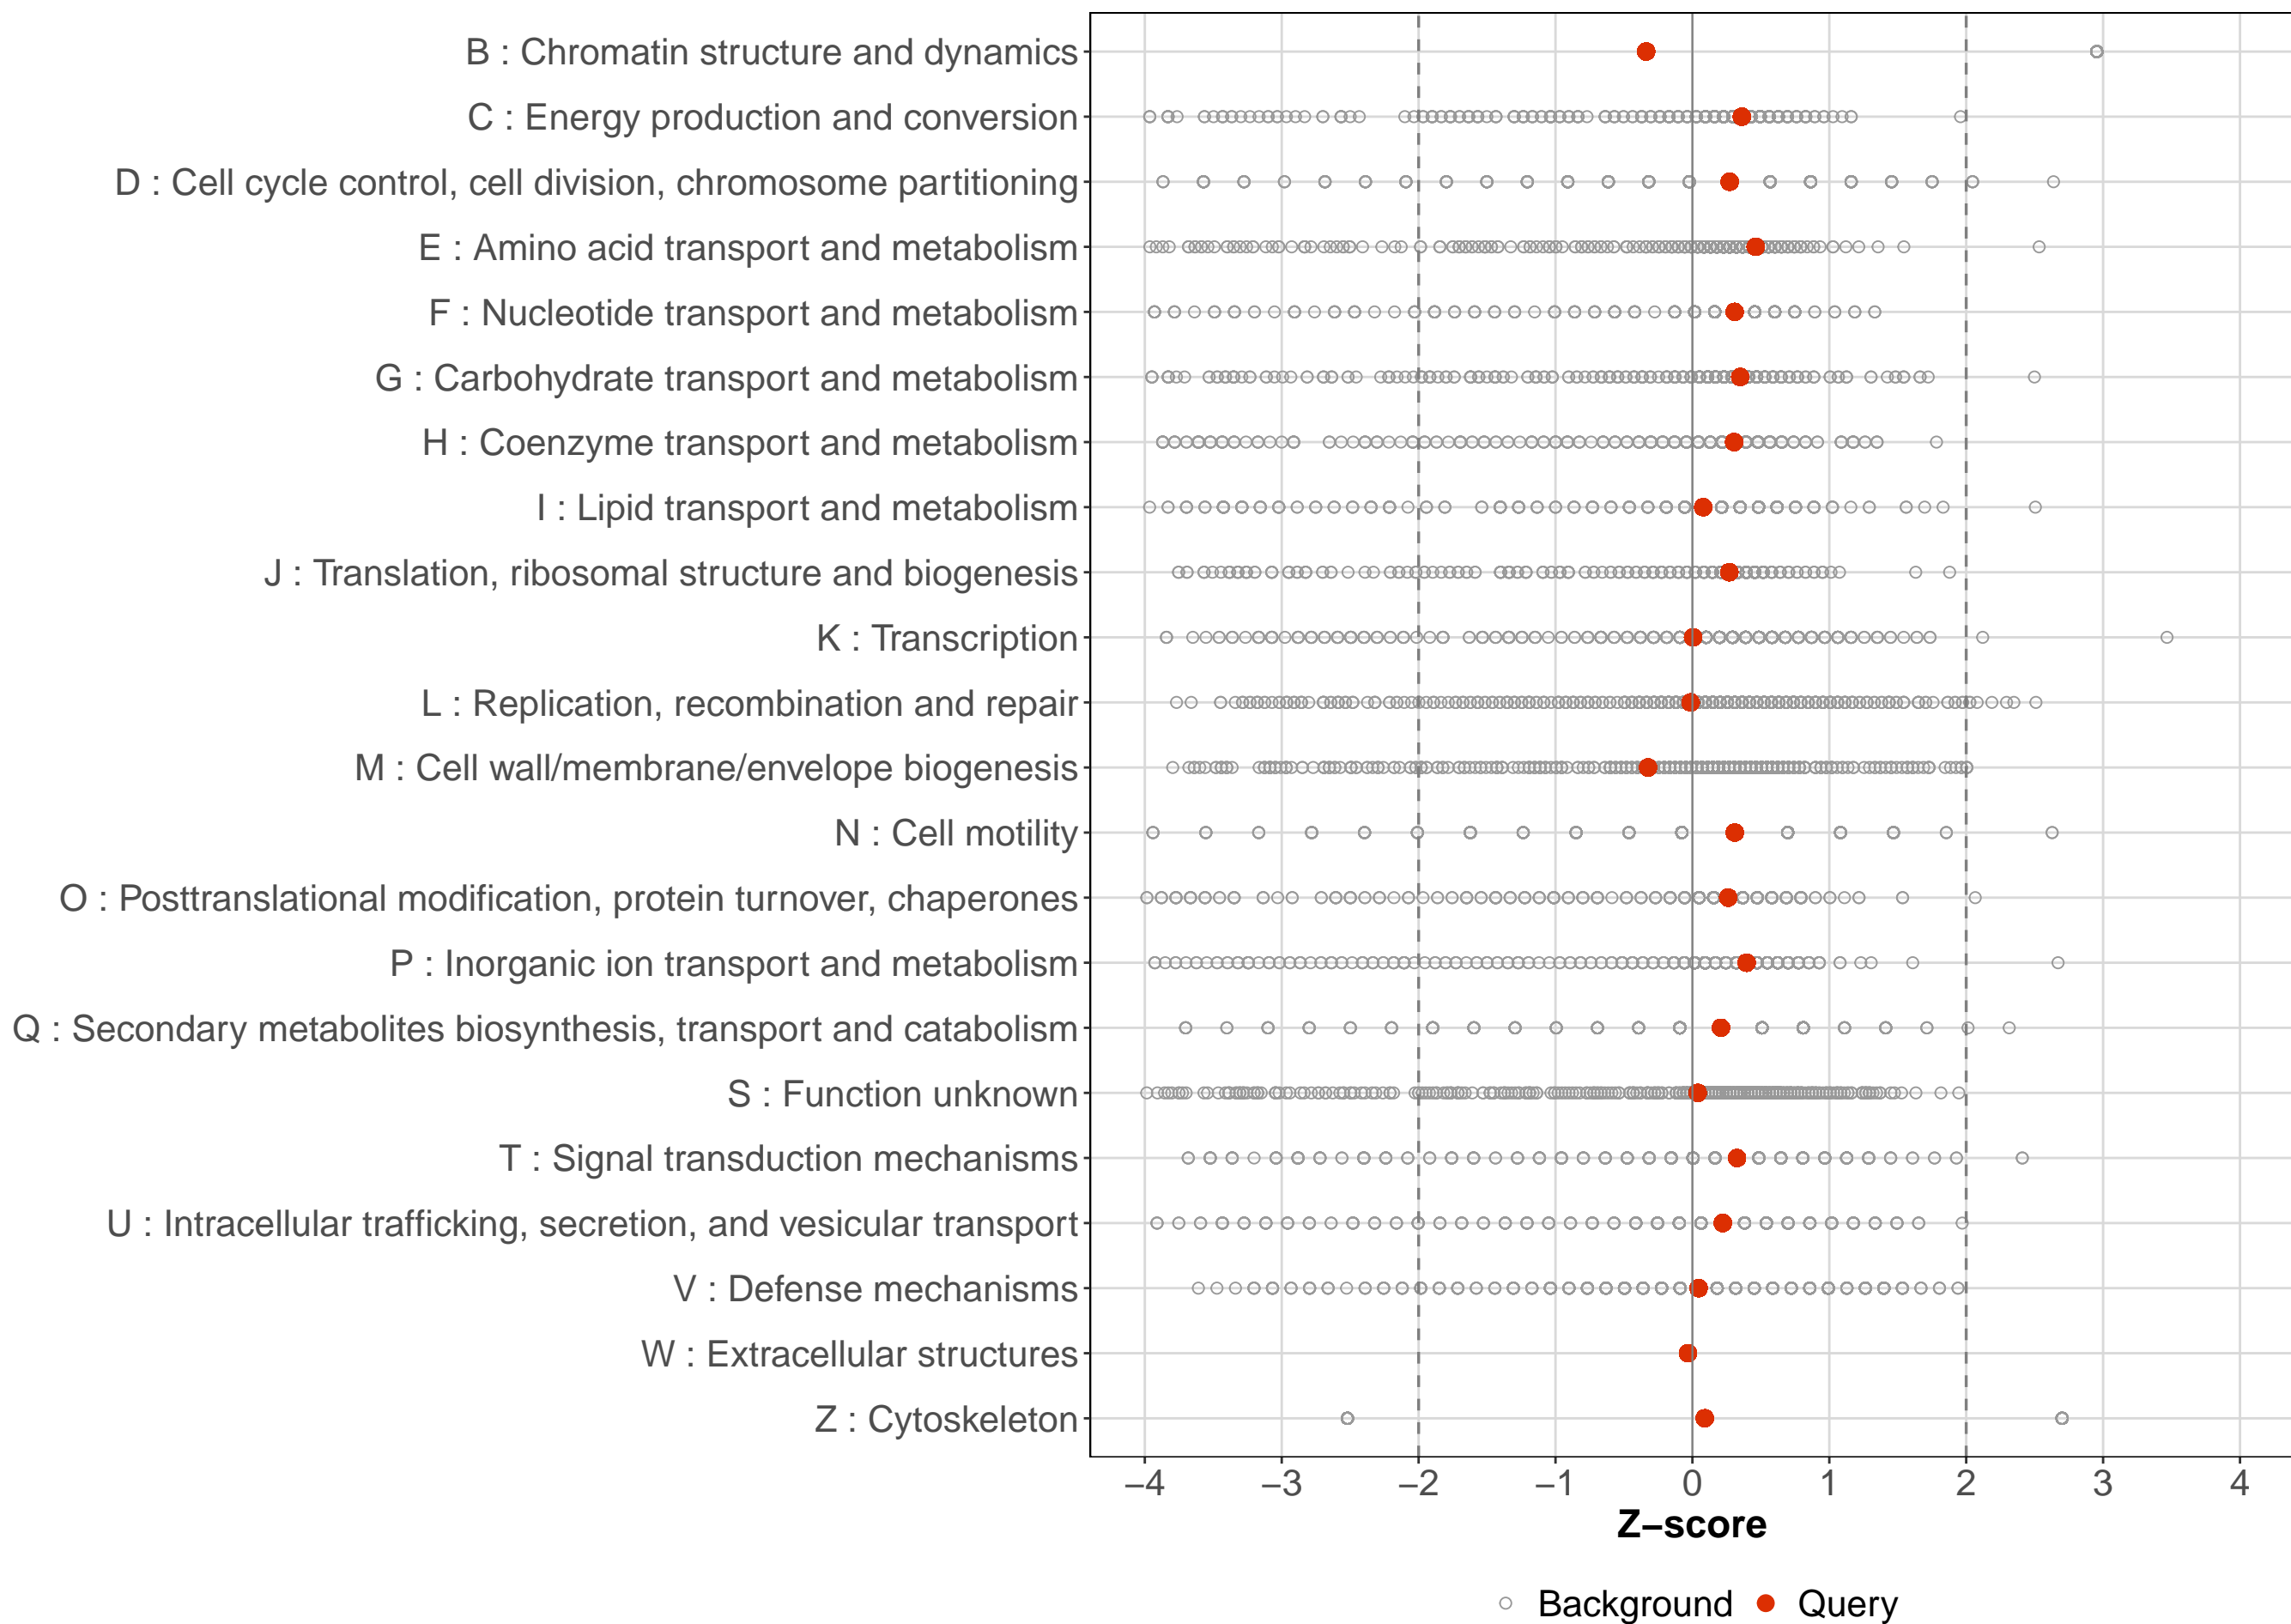 B : Chromatin structure and dynamics
C : Energy production and conversion
D : Cell cycle control, cell division, chromosome partitioning
E : Amino acid transport and metabolism
F : Nucleotide transport and metabolism
G : Carbohydrate transport and metabolism
H : Coenzyme transport and metabolism
I : Lipid transport and metabolism
J : Translation, ribosomal structure and biogenesis
K : Transcription
L : Replication, recombination and repair
M : Cell wall/membrane/envelope biogenesis
N : Cell motility
O : Posttranslational modification, protein turnover, chaperones
P : Inorganic ion transport and metabolism
Q : Secondary metabolites biosynthesis, transport and catabolism
S : Function unknown
T : Signal transduction mechanisms
U : Intracellular trafficking, secretion, and vesicular transport
V : Defense mechanisms
W : Extracellular structures
Z : Cytoskeleton
−4 −3 −2 −1 0 1 2 3 4
Z−score
Background Query